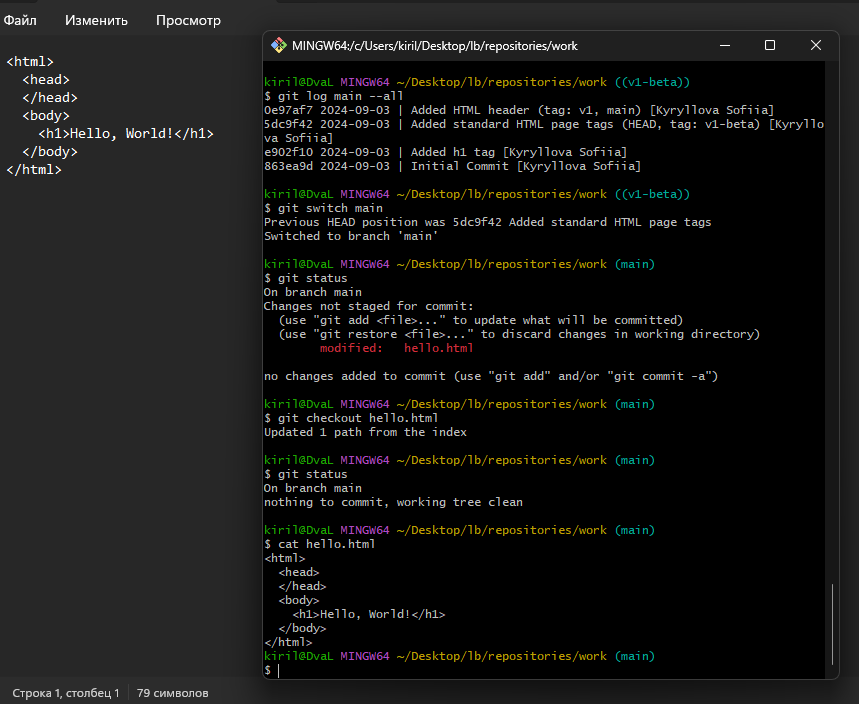 Файл Изменить Просмотр
<html>
  <head>
  </head>
  <body>
    <h1>Hello, World!</h1>
  </body>
</html>
Строка 1, столбец 1 79 символов
MINGW64:/c/Users/kiril/Desktop/lb/repositories/work
kiril@DvaL MINGW64 ~/Desktop/lb/repositories/work ((v1-beta))
$ git log main --all
0e97af7 2024-09-03 | Added HTML header (tag: v1, main) [Kyryllova Sofiia]
5dc9f42 2024-09-03 | Added standard HTML page tags (HEAD, tag: v1-beta) [Kyryllo
va Sofiia]
e902f10 2024-09-03 | Added h1 tag [Kyryllova Sofiia]
863ea9d 2024-09-03 | Initial Commit [Kyryllova Sofiia]
kiril@DvaL MINGW64 ~/Desktop/lb/repositories/work ((v1-beta))
$ git switch main
Previous HEAD position was 5dc9f42 Added standard HTML page tags
Switched to branch 'main'
kiril@DvaL MINGW64 ~/Desktop/lb/repositories/work (main)
$ git status
On branch main
Changes not staged for commit:
  (use "git add <file>..." to update what will be committed)
  (use "git restore <file>..." to discard changes in working directory)
        modified:   hello.html
no changes added to commit (use "git add" and/or "git commit -a")
kiril@DvaL MINGW64 ~/Desktop/lb/repositories/work (main)
$ git checkout hello.html
Updated 1 path from the index
kiril@DvaL MINGW64 ~/Desktop/lb/repositories/work (main)
$ git status
On branch main
nothing to commit, working tree clean
kiril@DvaL MINGW64 ~/Desktop/lb/repositories/work (main)
$ cat hello.html
<html>
  <head>
  </head>
  <body>
    <h1>Hello, World!</h1>
  </body>
</html>
kiril@DvaL MINGW64 ~/Desktop/lb/repositories/work (main)
$